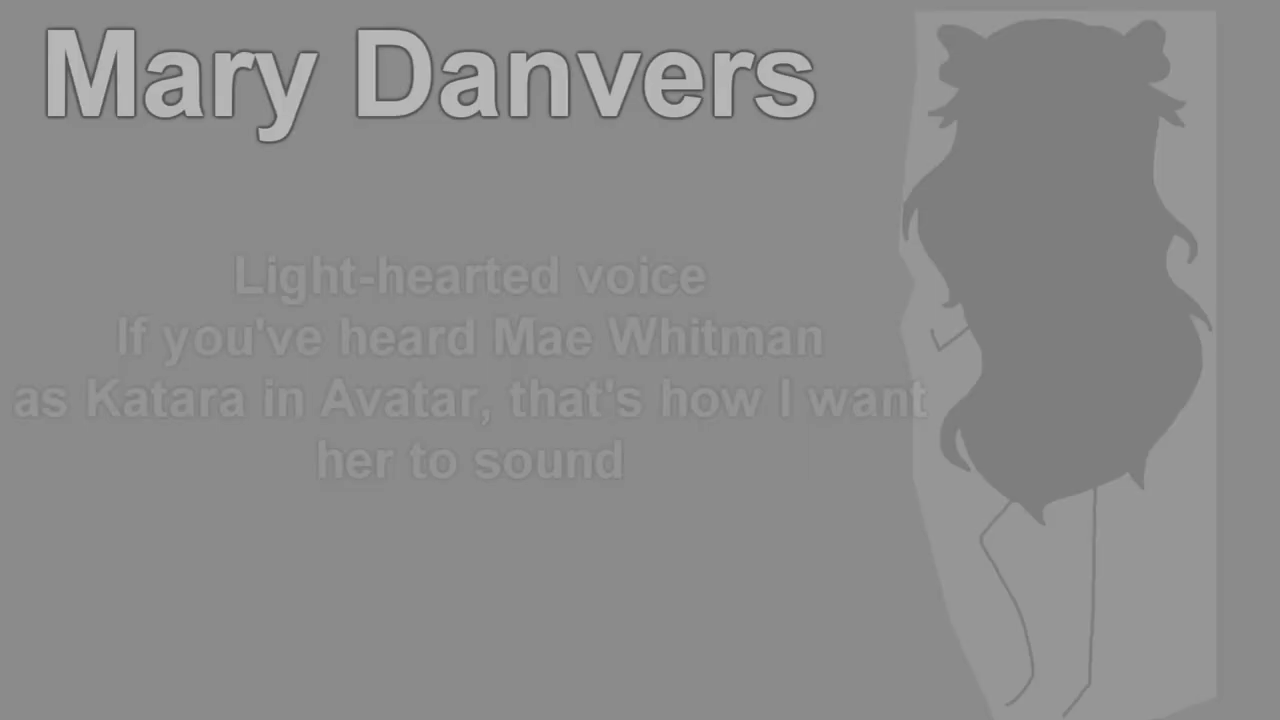 Mary Danvers
Light-hearted voice
If you've heard Mae Whitman
as Katara in Avatar, that's how I want
her to sound